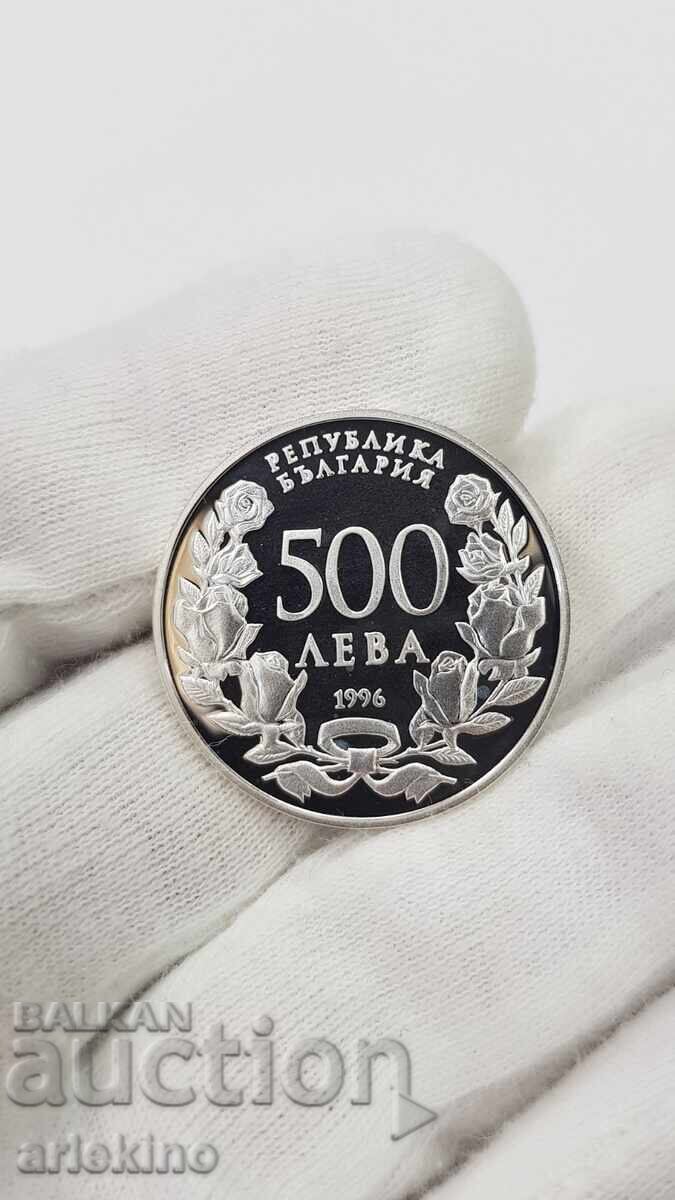 РЕПУБЛИКА
БЪЛГАРИЯ
500
ЛЕВА
1996
BALKAN
auction
arlekino